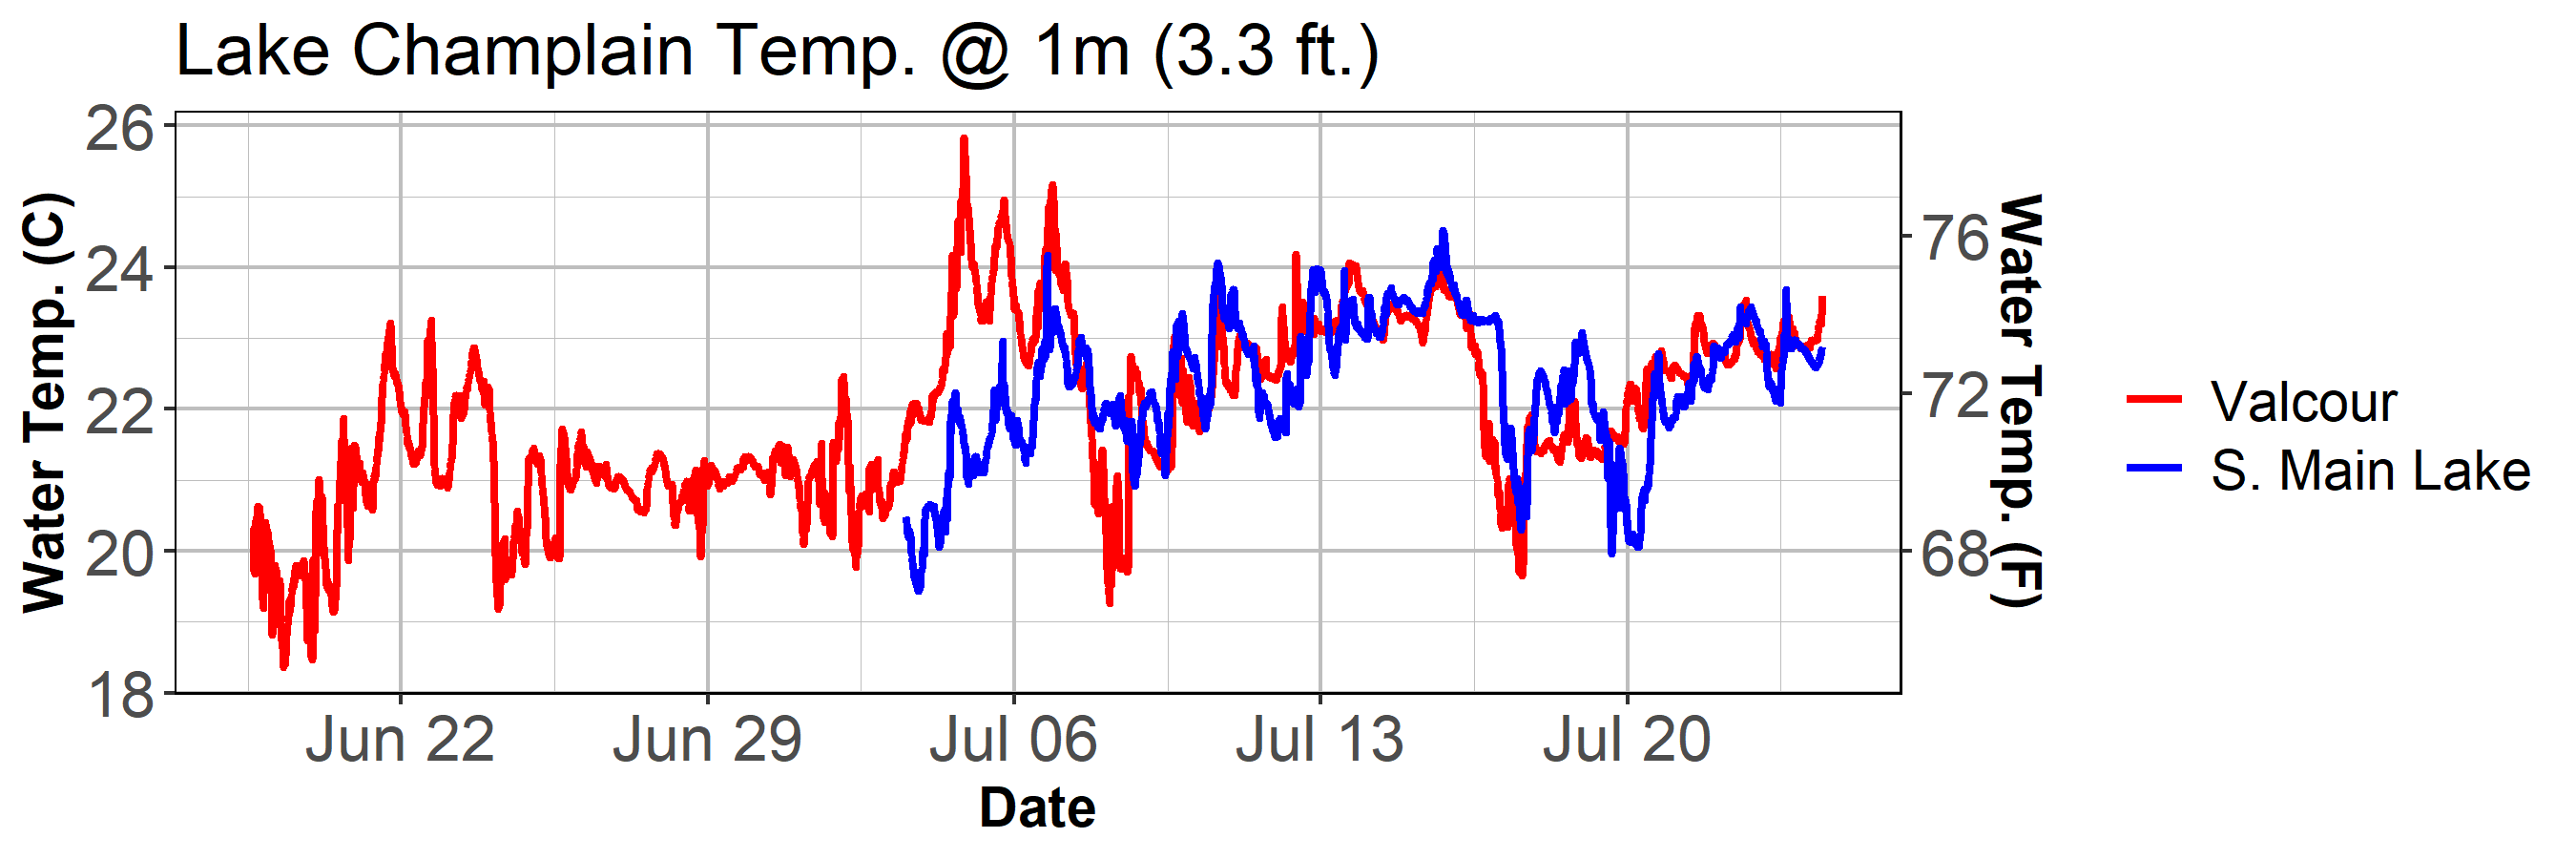 Lake Champlain Temp. @ 1m (3.3 ft.)
Water Temp. (C)
26
24
22
20
18
76
72
68
Water Temp. (F)
Jun 22
Jun 29
Jul 06
Jul 13
Jul 20
Date
Valcour
S. Main Lake